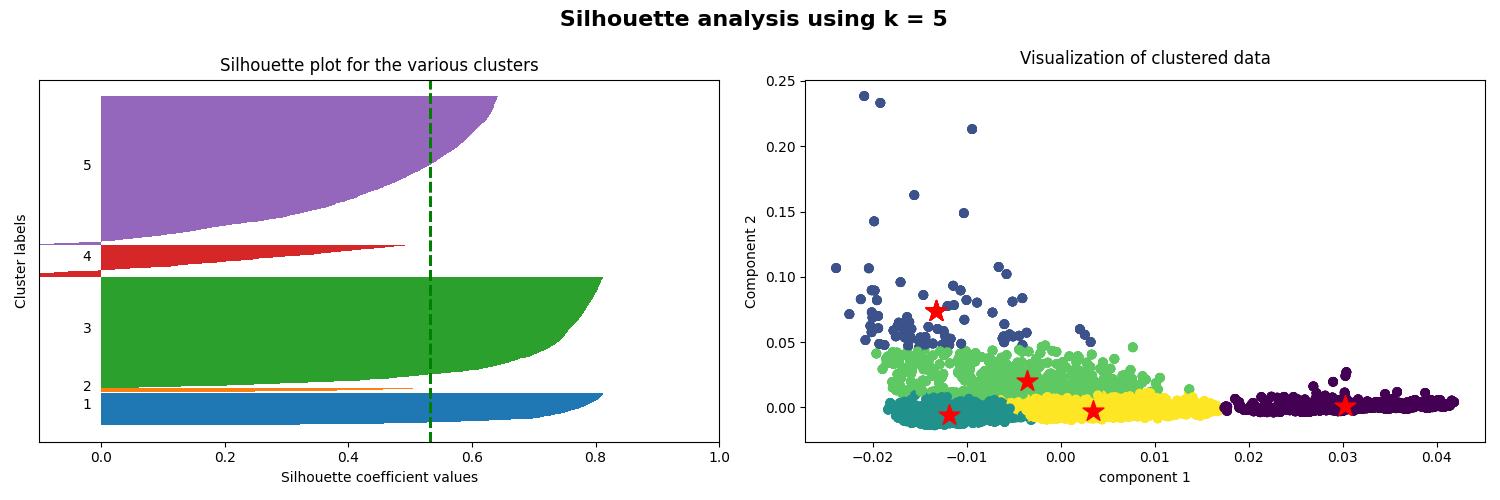 Silhouette analysis using k = 5
Silhouette plot for the various clusters
Cluster labels
5
4
3
2
1
0.0 0.2 0.4 0.6 0.8 1.0
Silhouette coefficient values
Visualization of clustered data
Component 2
0.25
0.20
0.15
0.10
0.05
0.00
−0.02 −0.01 0.00 0.01 0.02 0.03 0.04
component 1